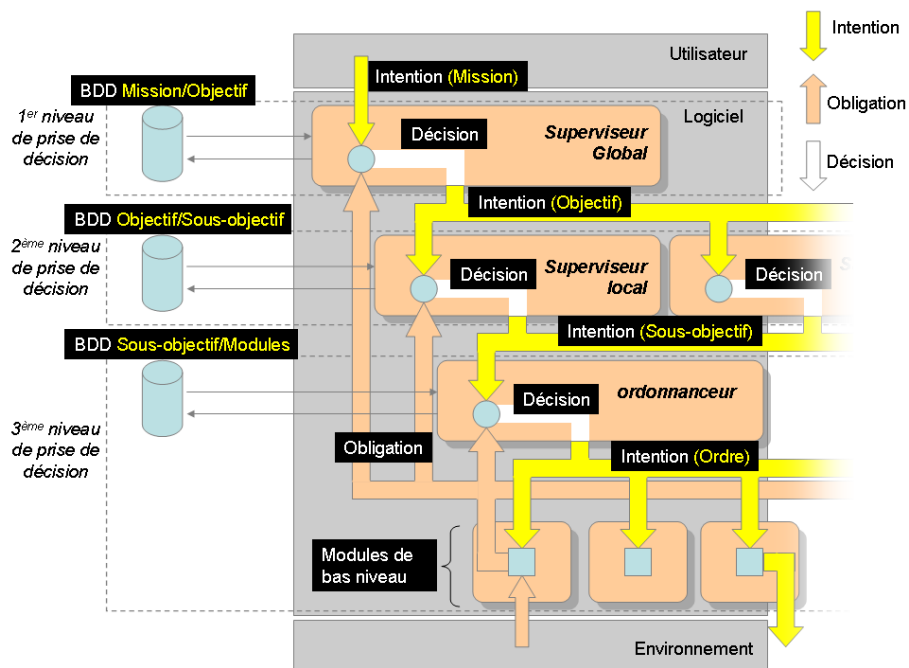 Utilisateur
Intention
Intention (Mission)
BDD Mission/Objectif
Obligation
1er niveau
de prise de
décision
Décision
Superviseur
Global
Logiciel
Décision
Intention (Objectif)
BDD Objectif/Sous-objectif
2ème niveau
de prise de
décision
Décision
Superviseur
local
Décision
Intention (Sous-objectif)
BDD Sous-objectif/Modules
ordonnanceur
Décision
3ème niveau
de prise de
décision
Obligation
Intention (Ordre)
Modules de
bas niveau
Environnement